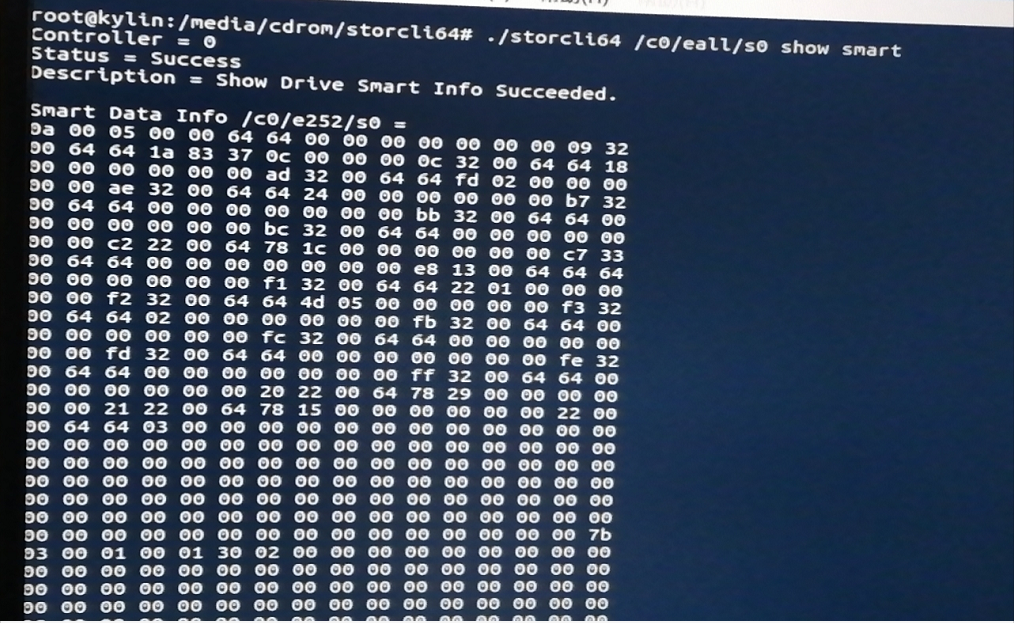 root@kylin:/media/cdrom/storcli64# ./storcli64 /c0/eall/s0 show smart
Controller = 0
Status = Success
Description = Show Drive Smart Info Succeeded.
Smart Data Info /c0/e252/s0 =
0a 00 05 00 00 64 64 00 00 00 00 00 00 00 09 32
00 64 64 1a 83 37 0c 00 00 00 0c 32 00 64 64 18
00 00 00 00 00 00 ad 32 00 64 64 fd 02 00 00 00
00 00 ae 32 00 64 64 24 00 00 00 00 00 00 b7 32
00 64 64 00 00 00 00 00 00 00 bb 32 00 64 64 00
00 00 00 00 00 00 bc 32 00 64 64 00 00 00 00 00
00 00 c2 22 00 64 78 1c 00 00 00 00 00 00 c7 33
00 64 64 00 00 00 00 00 00 00 e8 13 00 64 64 64
00 00 00 00 00 00 f1 32 00 64 64 22 01 00 00 00
00 00 f2 32 00 64 64 4d 05 00 00 00 00 00 f3 32
00 64 64 02 00 00 00 00 00 00 fb 32 00 64 64 00
00 00 00 00 00 00 fc 32 00 64 64 00 00 00 00 00
00 00 fd 32 00 64 64 00 00 00 00 00 00 00 fe 32
00 64 64 00 00 00 00 00 00 00 ff 32 00 64 64 00
00 00 00 00 00 00 20 22 00 64 78 29 00 00 00 00
00 00 21 22 00 64 78 15 00 00 00 00 00 00 22 00
00 64 64 03 00 00 00 00 00 00 00 00 00 00 00 00
00 00 00 00 00 00 00 00 00 00 00 00 00 00 00 00
00 00 00 00 00 00 00 00 00 00 00 00 00 00 00 00
00 00 00 00 00 00 00 00 00 00 00 00 00 00 00 00
00 00 00 00 00 00 00 00 00 00 00 00 00 00 00 00
00 00 00 00 00 00 00 00 00 00 00 00 00 00 00 00
00 00 00 00 00 00 00 00 00 00 00 00 00 00 00 7b
03 00 01 00 01 30 02 00 00 00 00 00 00 00 00 00
00 00 00 00 00 00 00 00 00 00 00 00 00 00 00 00
00 00 00 00 00 00 00 00 00 00 00 00 00 00 00 00
00 00 00 00 00 00 00 00 00 00 00 00 00 00 00 00